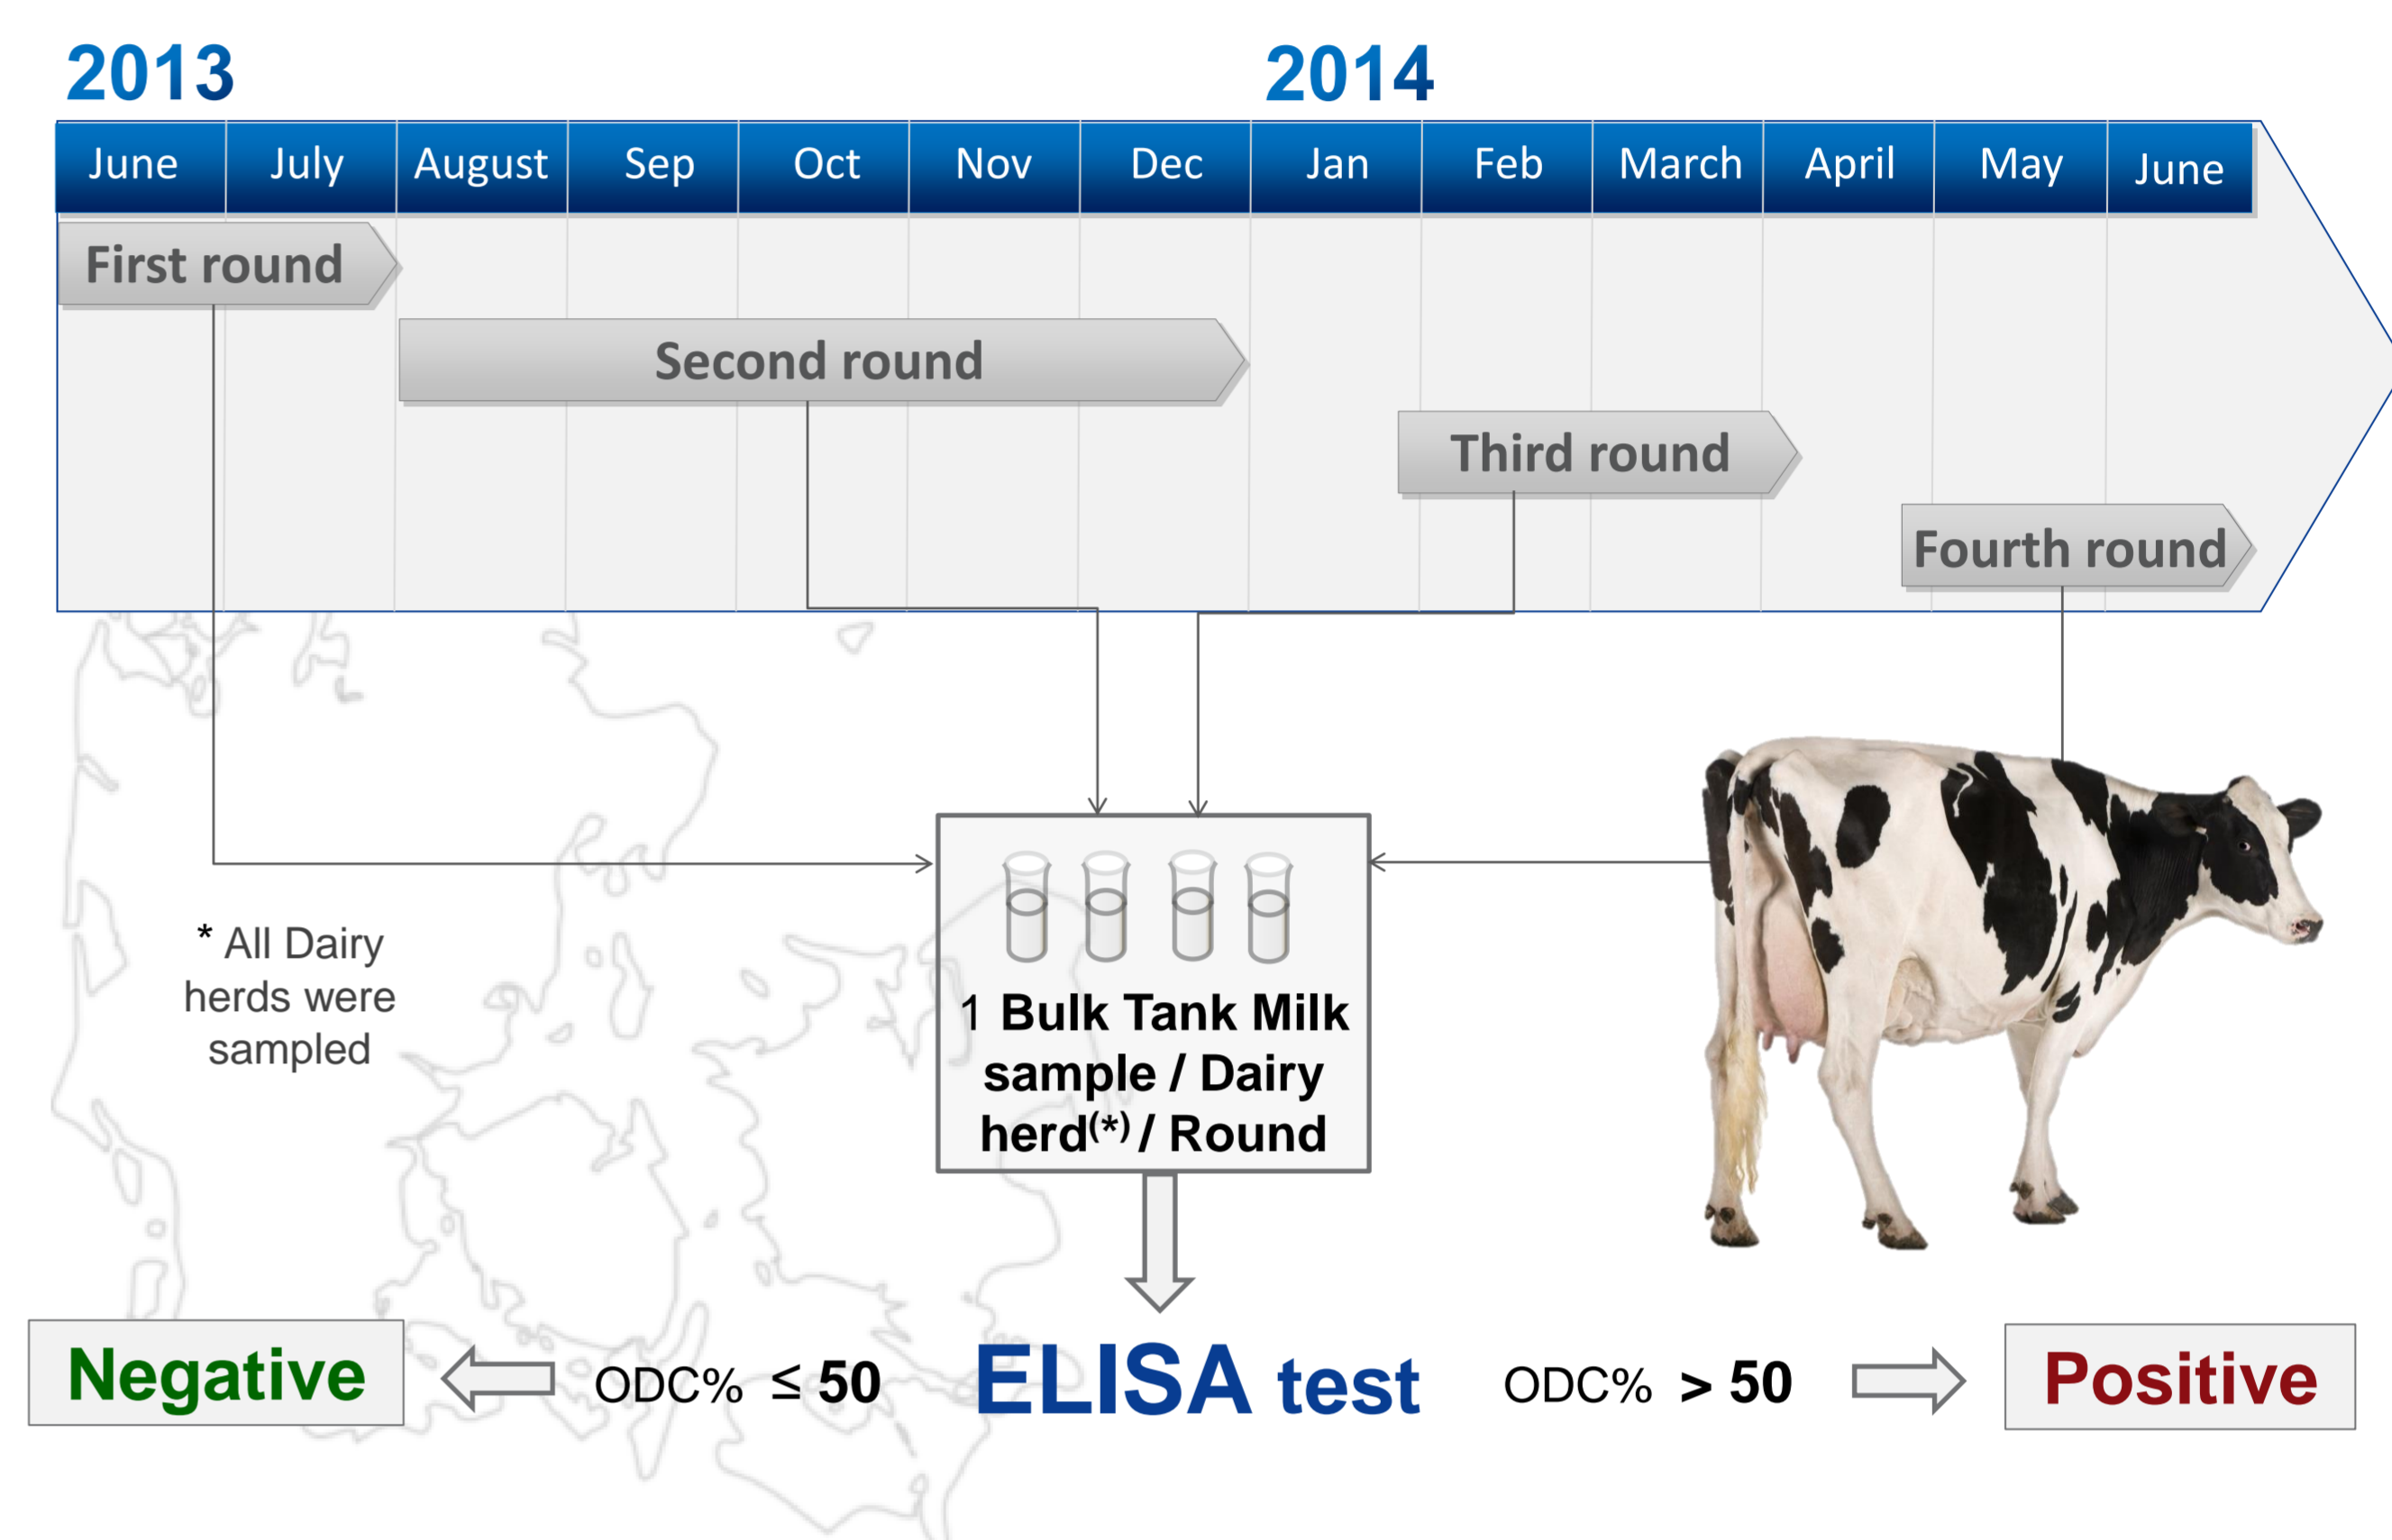 2013 2014
June July August Sep Oct Nov Dec Jan Feb March April May June
First round
Second round
Third round
Fourth round
* All Dairy
herds were
sampled
1 Bulk Tank Milk
sample / Dairy
herd(*) / Round
Negative ODC% ≤ 50 ELISA test ODC% > 50 Positive